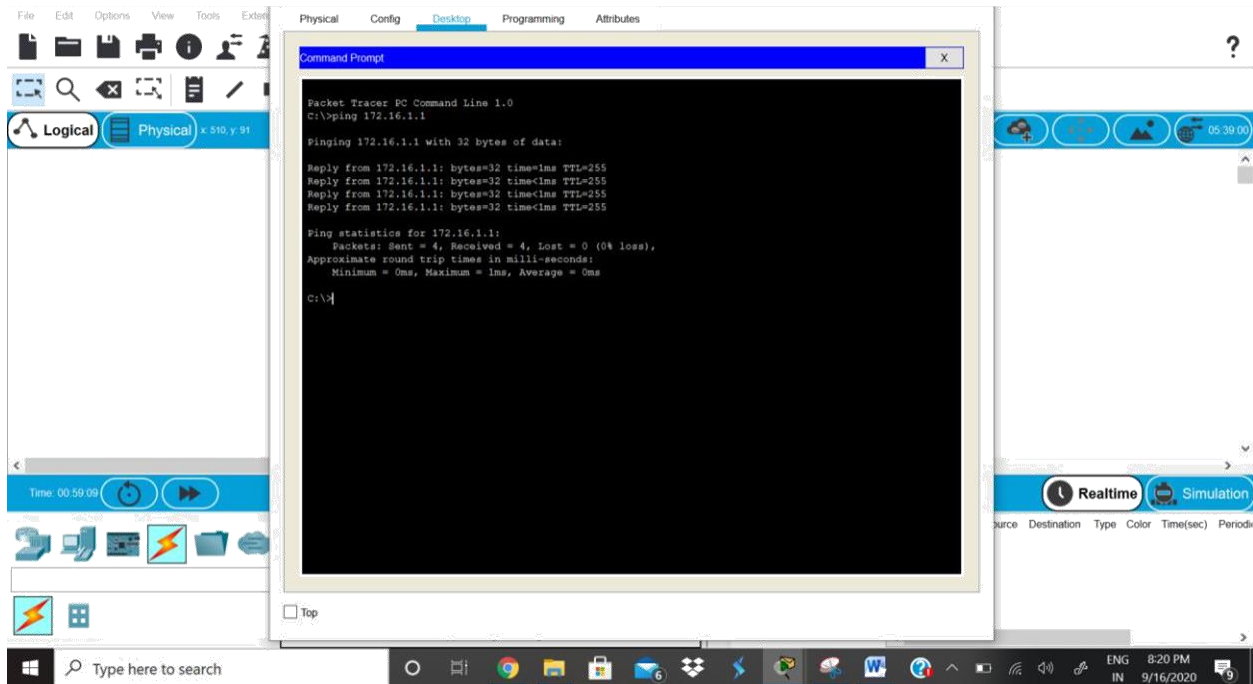 File Edit Options View Tools
Physical Config Desktop Programming Attributes
Command Prompt X
?
Packet Tracer PC Command Line 1.0
C:\>ping 172.16.1.1
Pinging 172.16.1.1 with 32 bytes of data:
Reply from 172.16.1.1: bytes=32 time=1ms TTL=255
Reply from 172.16.1.1: bytes=32 time<1ms TTL=255
Reply from 172.16.1.1: bytes=32 time<1ms TTL=255
Reply from 172.16.1.1: bytes=32 time<1ms TTL=255
Ping statistics for 172.16.1.1:
Packets: Sent = 4, Received = 4, Lost = 0 (0% loss),
Approximate round trip times in milli-seconds:
Minimum = 0ms, Maximum = 1ms, Average = 0ms
C:\>
Logical Physical x: 510, y: 91
05:39:00
Time: 00:59:09
Realtime Simulation
Destination Type Color Time(sec)
Top
Type here to search
6
W
ENG
IN
8:20 PM
9/16/2020
9